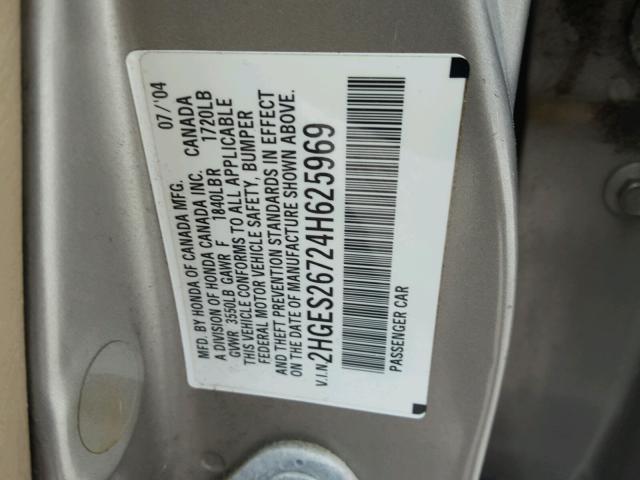 MFD. BY HONDA OF CANADA MFG. 07/'04
A DIVISION OF HONDA CANADA INC. CANADA
GVWR 3550LB GAWR F 1840LBR 1720LB
THIS VEHICLE CONFORMS TO ALL APPLICABLE
FEDERAL MOTOR VEHICLE SAFETY, BUMPER
AND THEFT PREVENTION STANDARDS IN EFFECT
ON THE DATE OF MANUFACTURE SHOWN ABOVE.
V.I.N. 2HGES26724H625969
PASSENGER CAR